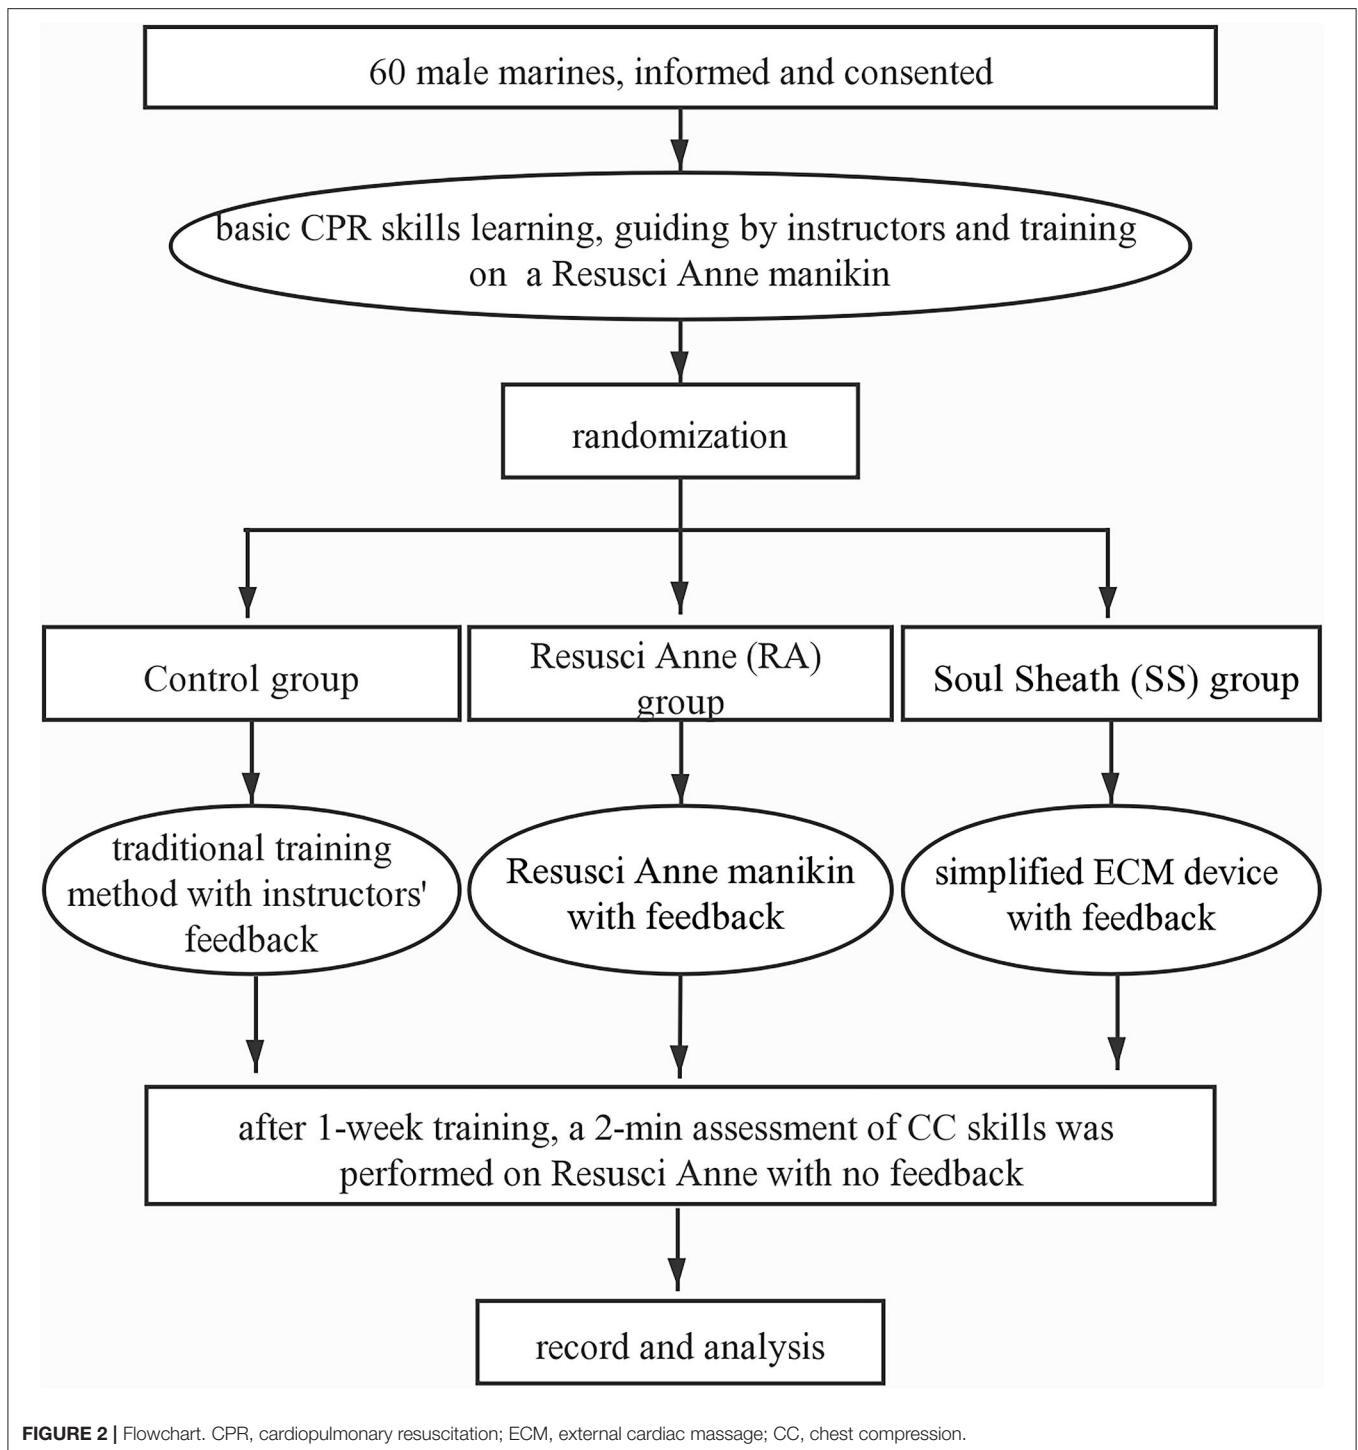 60 male marines, informed and consented
basic CPR skills learning, guiding by instructors and training
on a Resusci Anne manikin
randomization
Control group
Resusci Anne (RA)
group
Soul Sheath (SS) group
traditional training
method with instructors'
feedback
Resusci Anne manikin
with feedback
simplified ECM device
with feedback
after 1-week training, a 2-min assessment of CC skills was
performed on Resusci Anne with no feedback
record and analysis
FIGURE 2 | Flowchart. CPR, cardiopulmonary resuscitation; ECM, external cardiac massage; CC, chest compression.